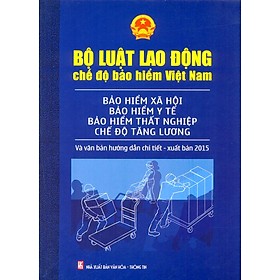 BỘ LUẬT LAO ĐỘNG
chế độ bảo hiểm Việt Nam
BẢO HIỂM XÃ HỘI
BẢO HIỂM Y TẾ
BẢO HIỂM THẤT NGHIỆP
CHẾ ĐỘ TĂNG LƯƠNG
Và văn bản hướng dẫn chi tiết - xuất bản 2015
NHÀ XUẤT BẢN VĂN HÓA - THÔNG TIN